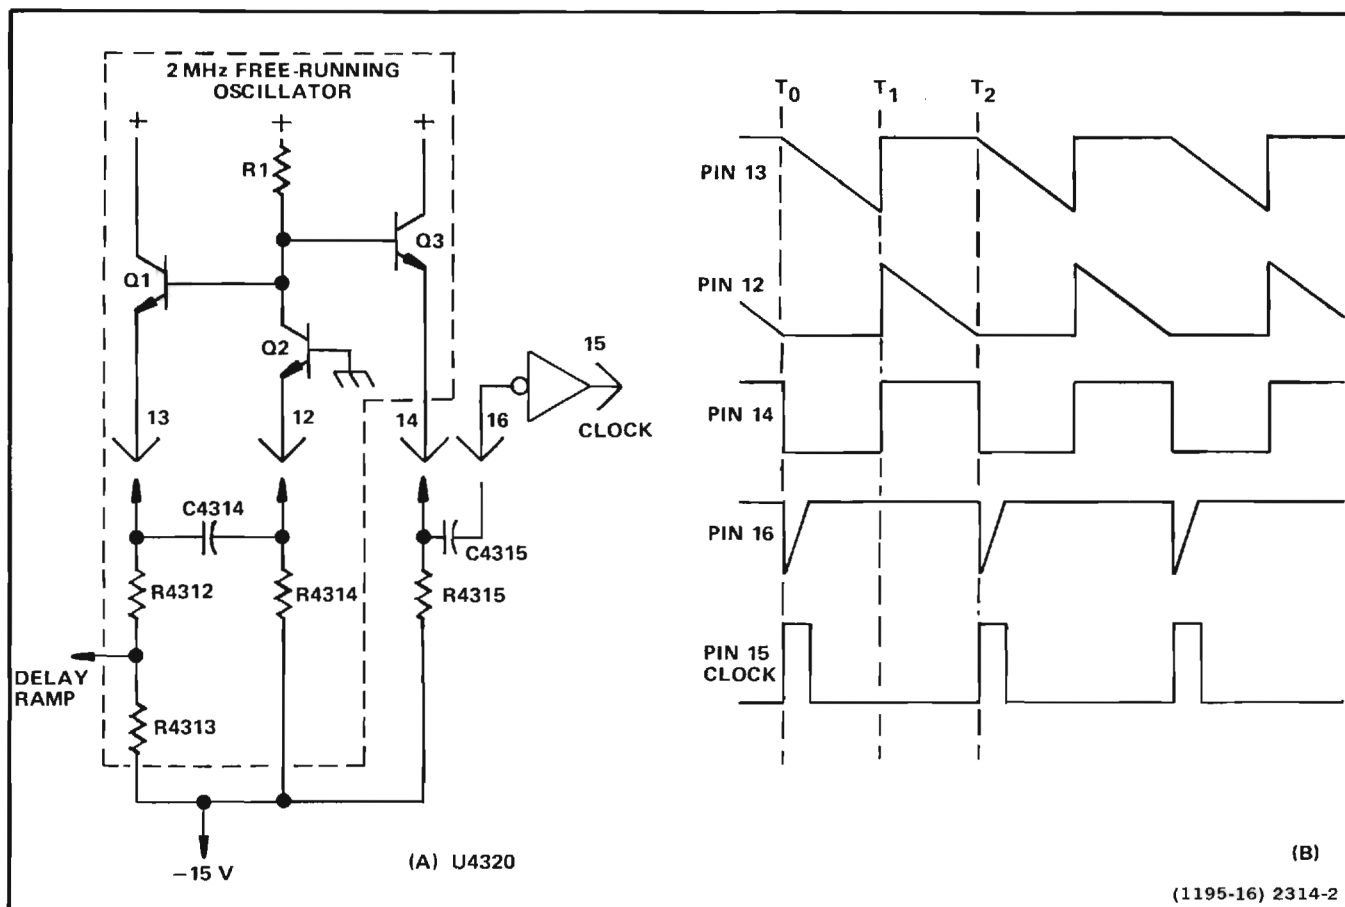 2 MHz FREE-RUNNING
OSCILLATOR
+
+
+
R1
Q1
Q2
Q3
13
12
14
16
15
CLOCK
C4314
C4315
R4312
R4314
R4315
DELAY
RAMP
R4313
−15 V
(A) U4320
T0
T1
T2
PIN 13
PIN 12
PIN 14
PIN 16
PIN 15
CLOCK
(B)
(1195-16) 2314-2